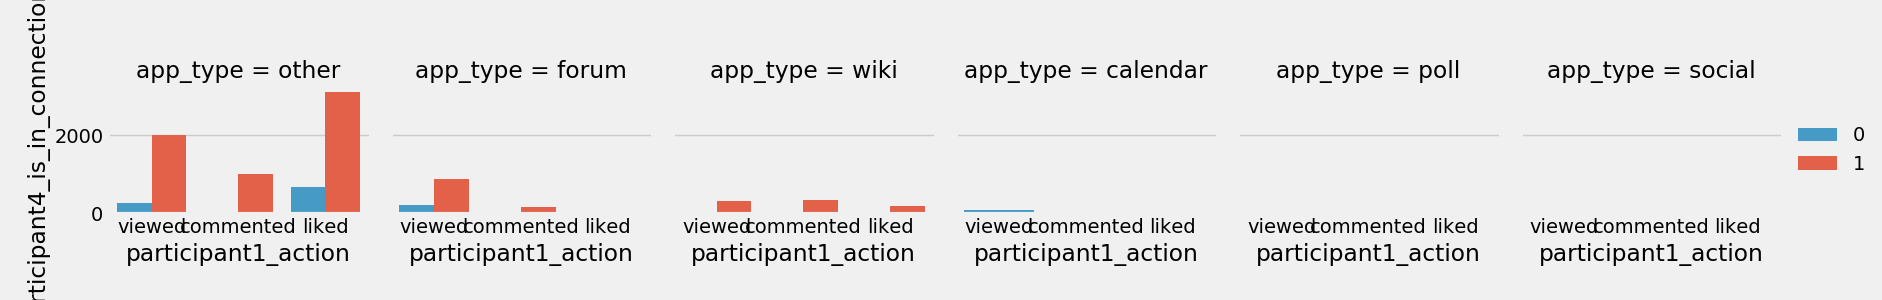 app_type = other
app_type = forum
app_type = wiki
app_type = calendar
app_type = poll
app_type = social
2000
0
viewed commented liked
viewed commented liked
viewed commented liked
viewed commented liked
viewed commented liked
viewed commented liked
participant1_action
participant1_action
participant1_action
participant1_action
participant1_action
participant1_action
rticipant4_is_in_connection
0
1